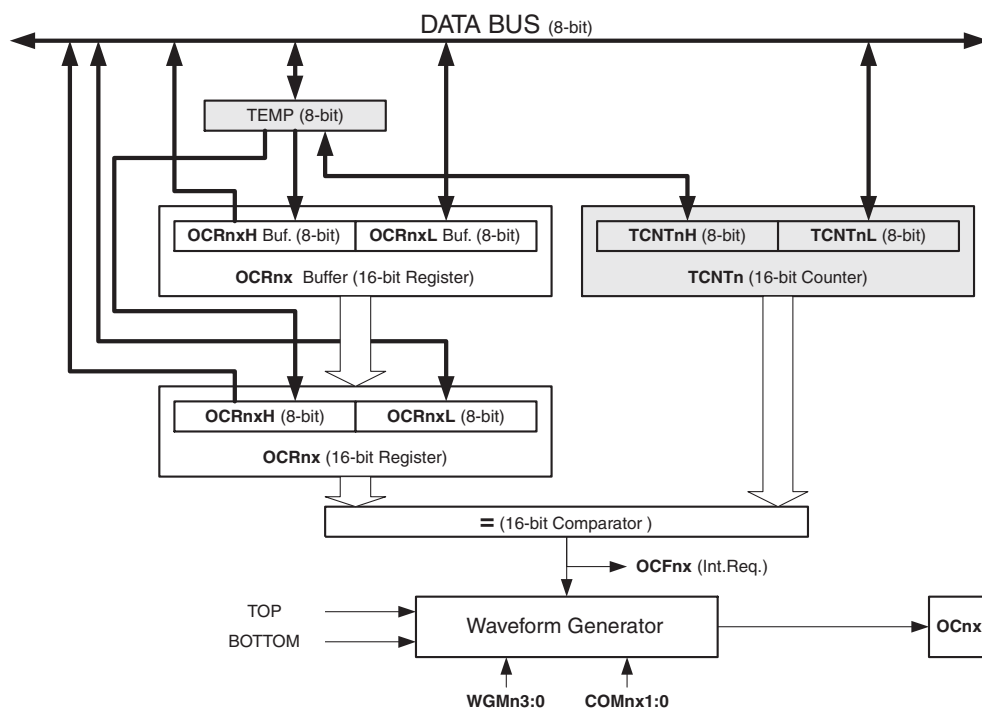 DATA BUS (8-bit)
TEMP (8-bit)
OCRnxH Buf. (8-bit)
OCRnxL Buf. (8-bit)
OCRnx Buffer (16-bit Register)
TCNTnH (8-bit)
TCNTnL (8-bit)
TCNTn (16-bit Counter)
OCRnxH (8-bit)
OCRnxL (8-bit)
OCRnx (16-bit Register)
= (16-bit Comparator )
OCFnx (Int.Req.)
TOP
BOTTOM
Waveform Generator
OCnx
WGMn3:0
COMnx1:0